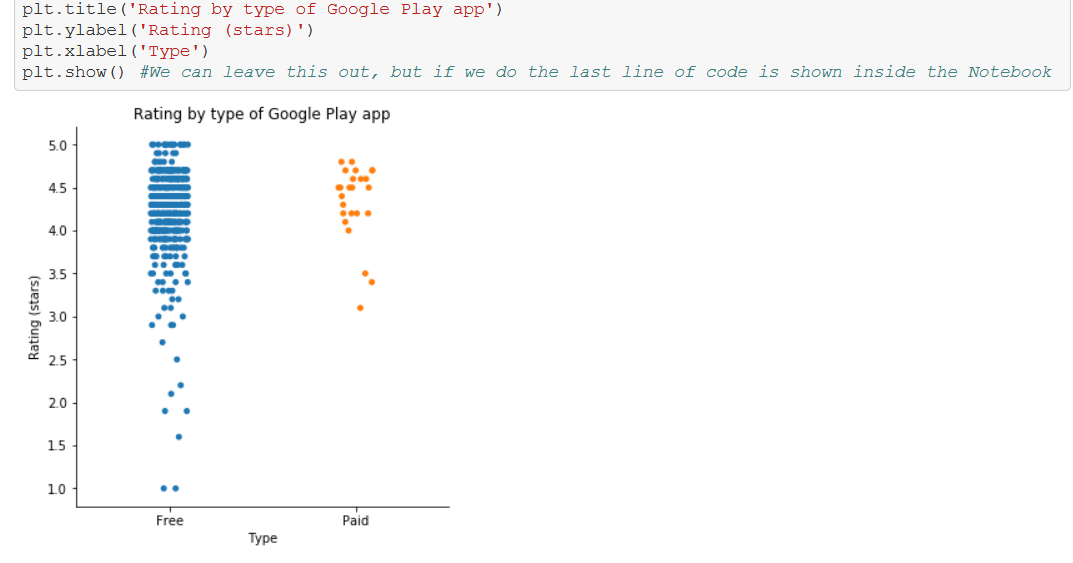 plt.title('Rating by type of Google Play app')
plt.ylabel('Rating (stars)')
plt.xlabel('Type')
plt.show() #We can leave this out, but if we do the last line of code is shown inside the Notebook
Rating by type of Google Play app
5.0
4.5
4.0
3.5
3.0
2.5
2.0
1.5
1.0
Rating (stars)
Free
Paid
Type